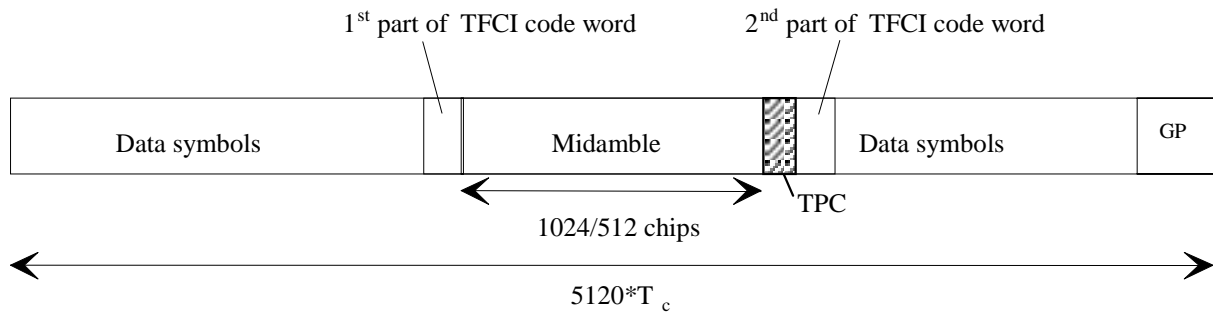 1st part of TFCI code word
2nd part of TFCI code word
Data symbols
Midamble
Data symbols
GP
TPC
1024/512 chips
5120*T c